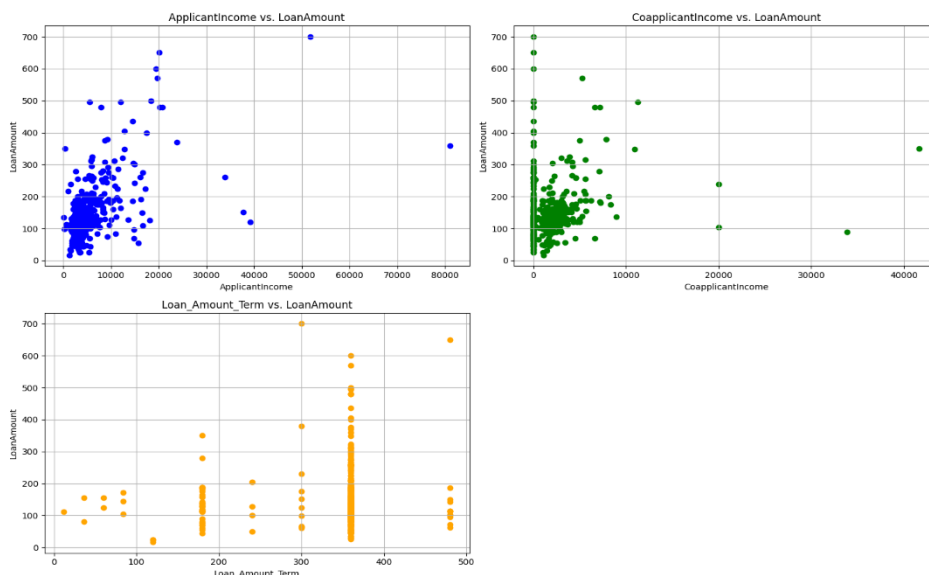 ApplicantIncome vs. LoanAmount
700
600
500
400
300
200
100
0
LoanAmount
0 10000 20000 30000 40000 50000 60000 70000 80000
ApplicantIncome
CoapplicantIncome vs. LoanAmount
700
600
500
400
300
200
100
0
LoanAmount
0 10000 20000 30000 40000
CoapplicantIncome
Loan_Amount_Term vs. LoanAmount
700
600
500
400
300
200
100
0
LoanAmount
0 100 200 300 400 500
Loan_Amount_Term